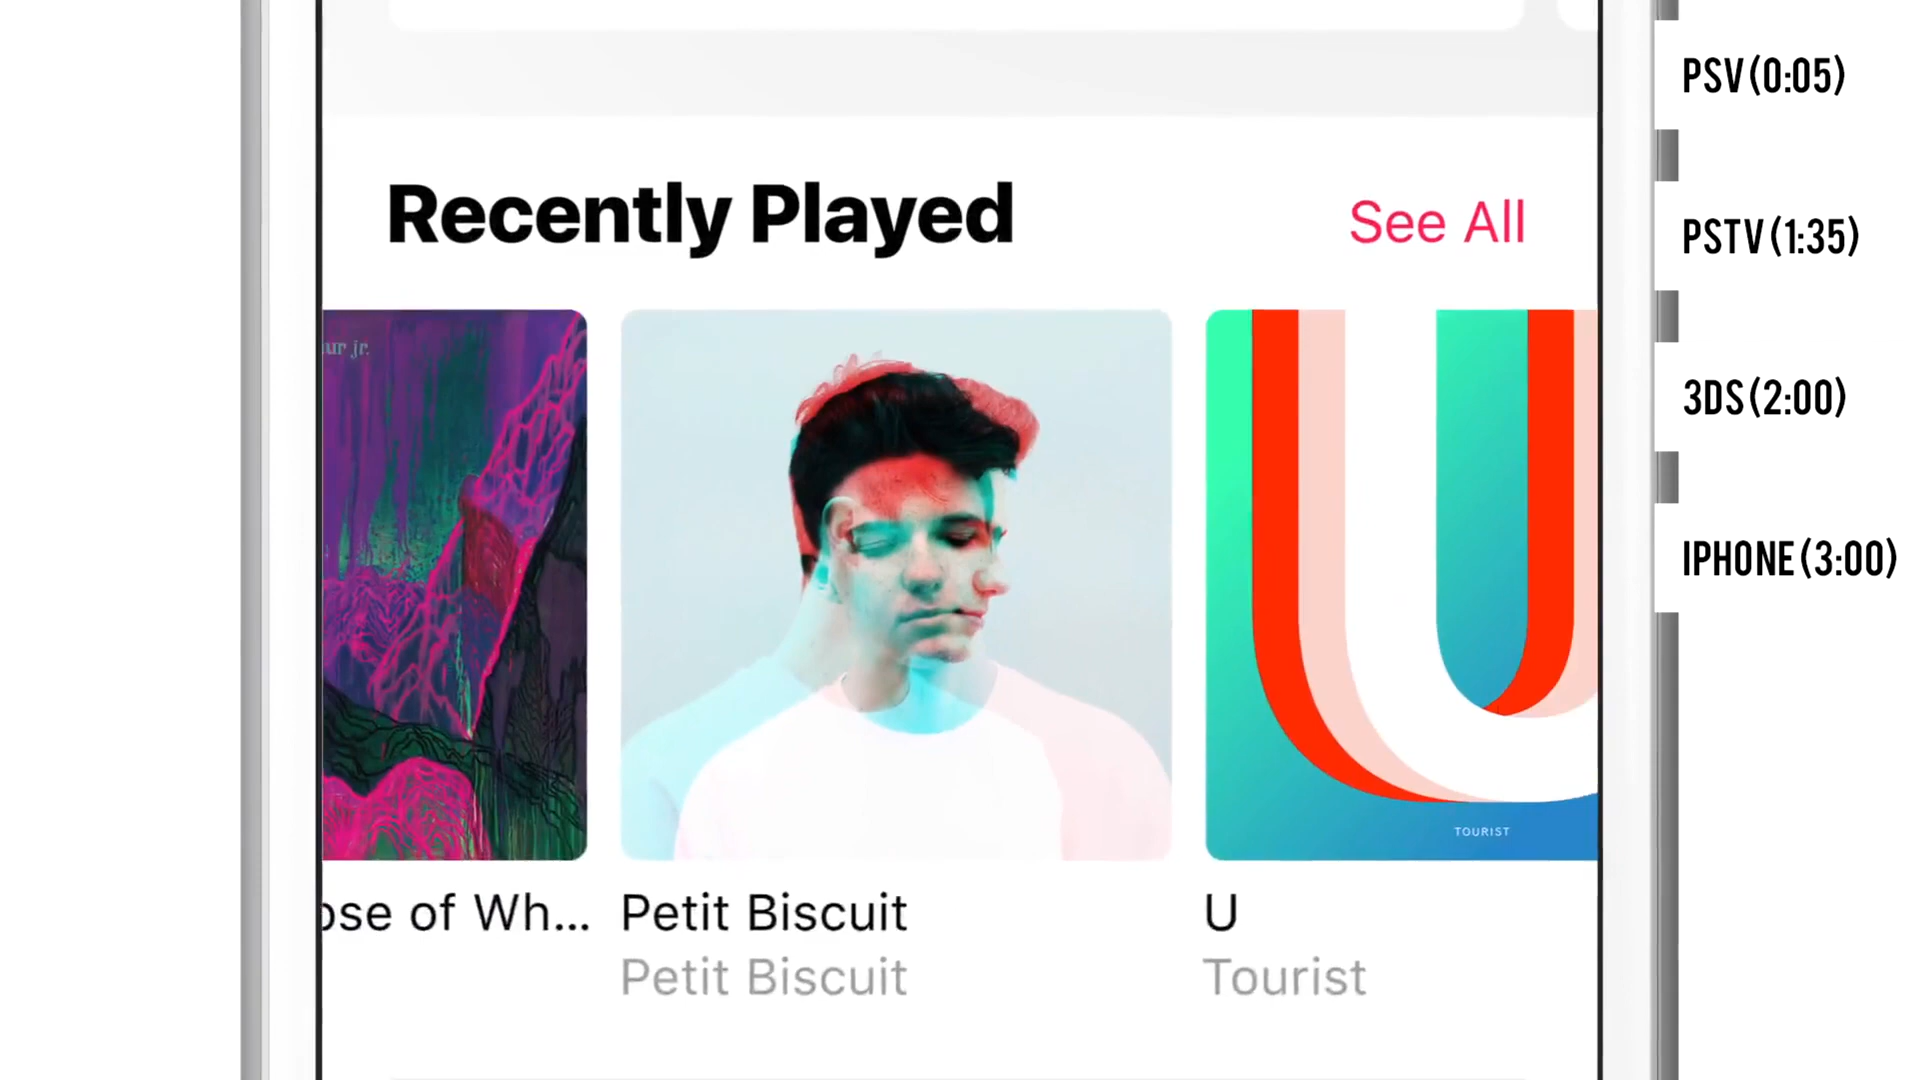 Recently Played
See All
ur jr.
TOURIST
ose of Wh...
Petit Biscuit
Petit Biscuit
U
Tourist
PSV (0:05)
PSTV (1:35)
3DS (2:00)
IPHONE (3:00)